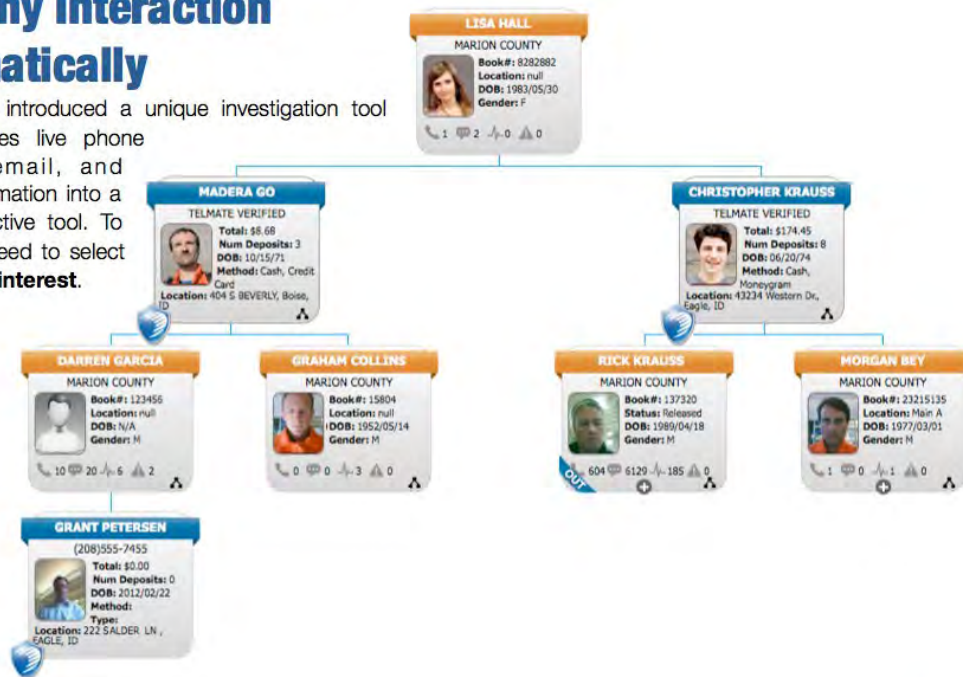 ny interaction
atically
introduced a unique investigation tool
es live phone
email, and
mation into a
ctive tool. To
eed to select
interest.
LISA HALL
MARION COUNTY
Book#: 8282882
Location: null
DOB: 1983/05/30
Gender: F
1 2 0 0
MADERA GO
TELMATE VERIFIED
Total: $8.68
Num Deposits: 3
DOB: 10/15/71
Method: Cash, Credit
Card
Location: 404 S BEVERLY, Boise,
ID
CHRISTOPHER KRAUSS
TELMATE VERIFIED
Total: $174.45
Num Deposits: 8
DOB: 06/20/74
Method: Cash,
Moneygram
Location: 43234 Western Dr.,
Eagle, ID
DARREN GARCIA
MARION COUNTY
Book#: 123456
Location: null
DOB: N/A
Gender: M
10 20 6 2
GRAHAM COLLINS
MARION COUNTY
Book#: 15804
Location: null
DOB: 1952/05/14
Gender: M
0 0 3 0
RICK KRAUSS
MARION COUNTY
Book#: 137320
Status: Released
DOB: 1989/04/18
Gender: M
OUT
604 6129 185 0
MORGAN BEY
MARION COUNTY
Book#: 23215135
Location: Main A
DOB: 1977/03/01
Gender: M
1 0 1 0
GRANT PETERSEN
(208)555-7455
Total: $0.00
Num Deposits: 0
DOB: 2012/02/22
Method:
Type:
Location: 222 SALDER LN ,
EAGLE, ID